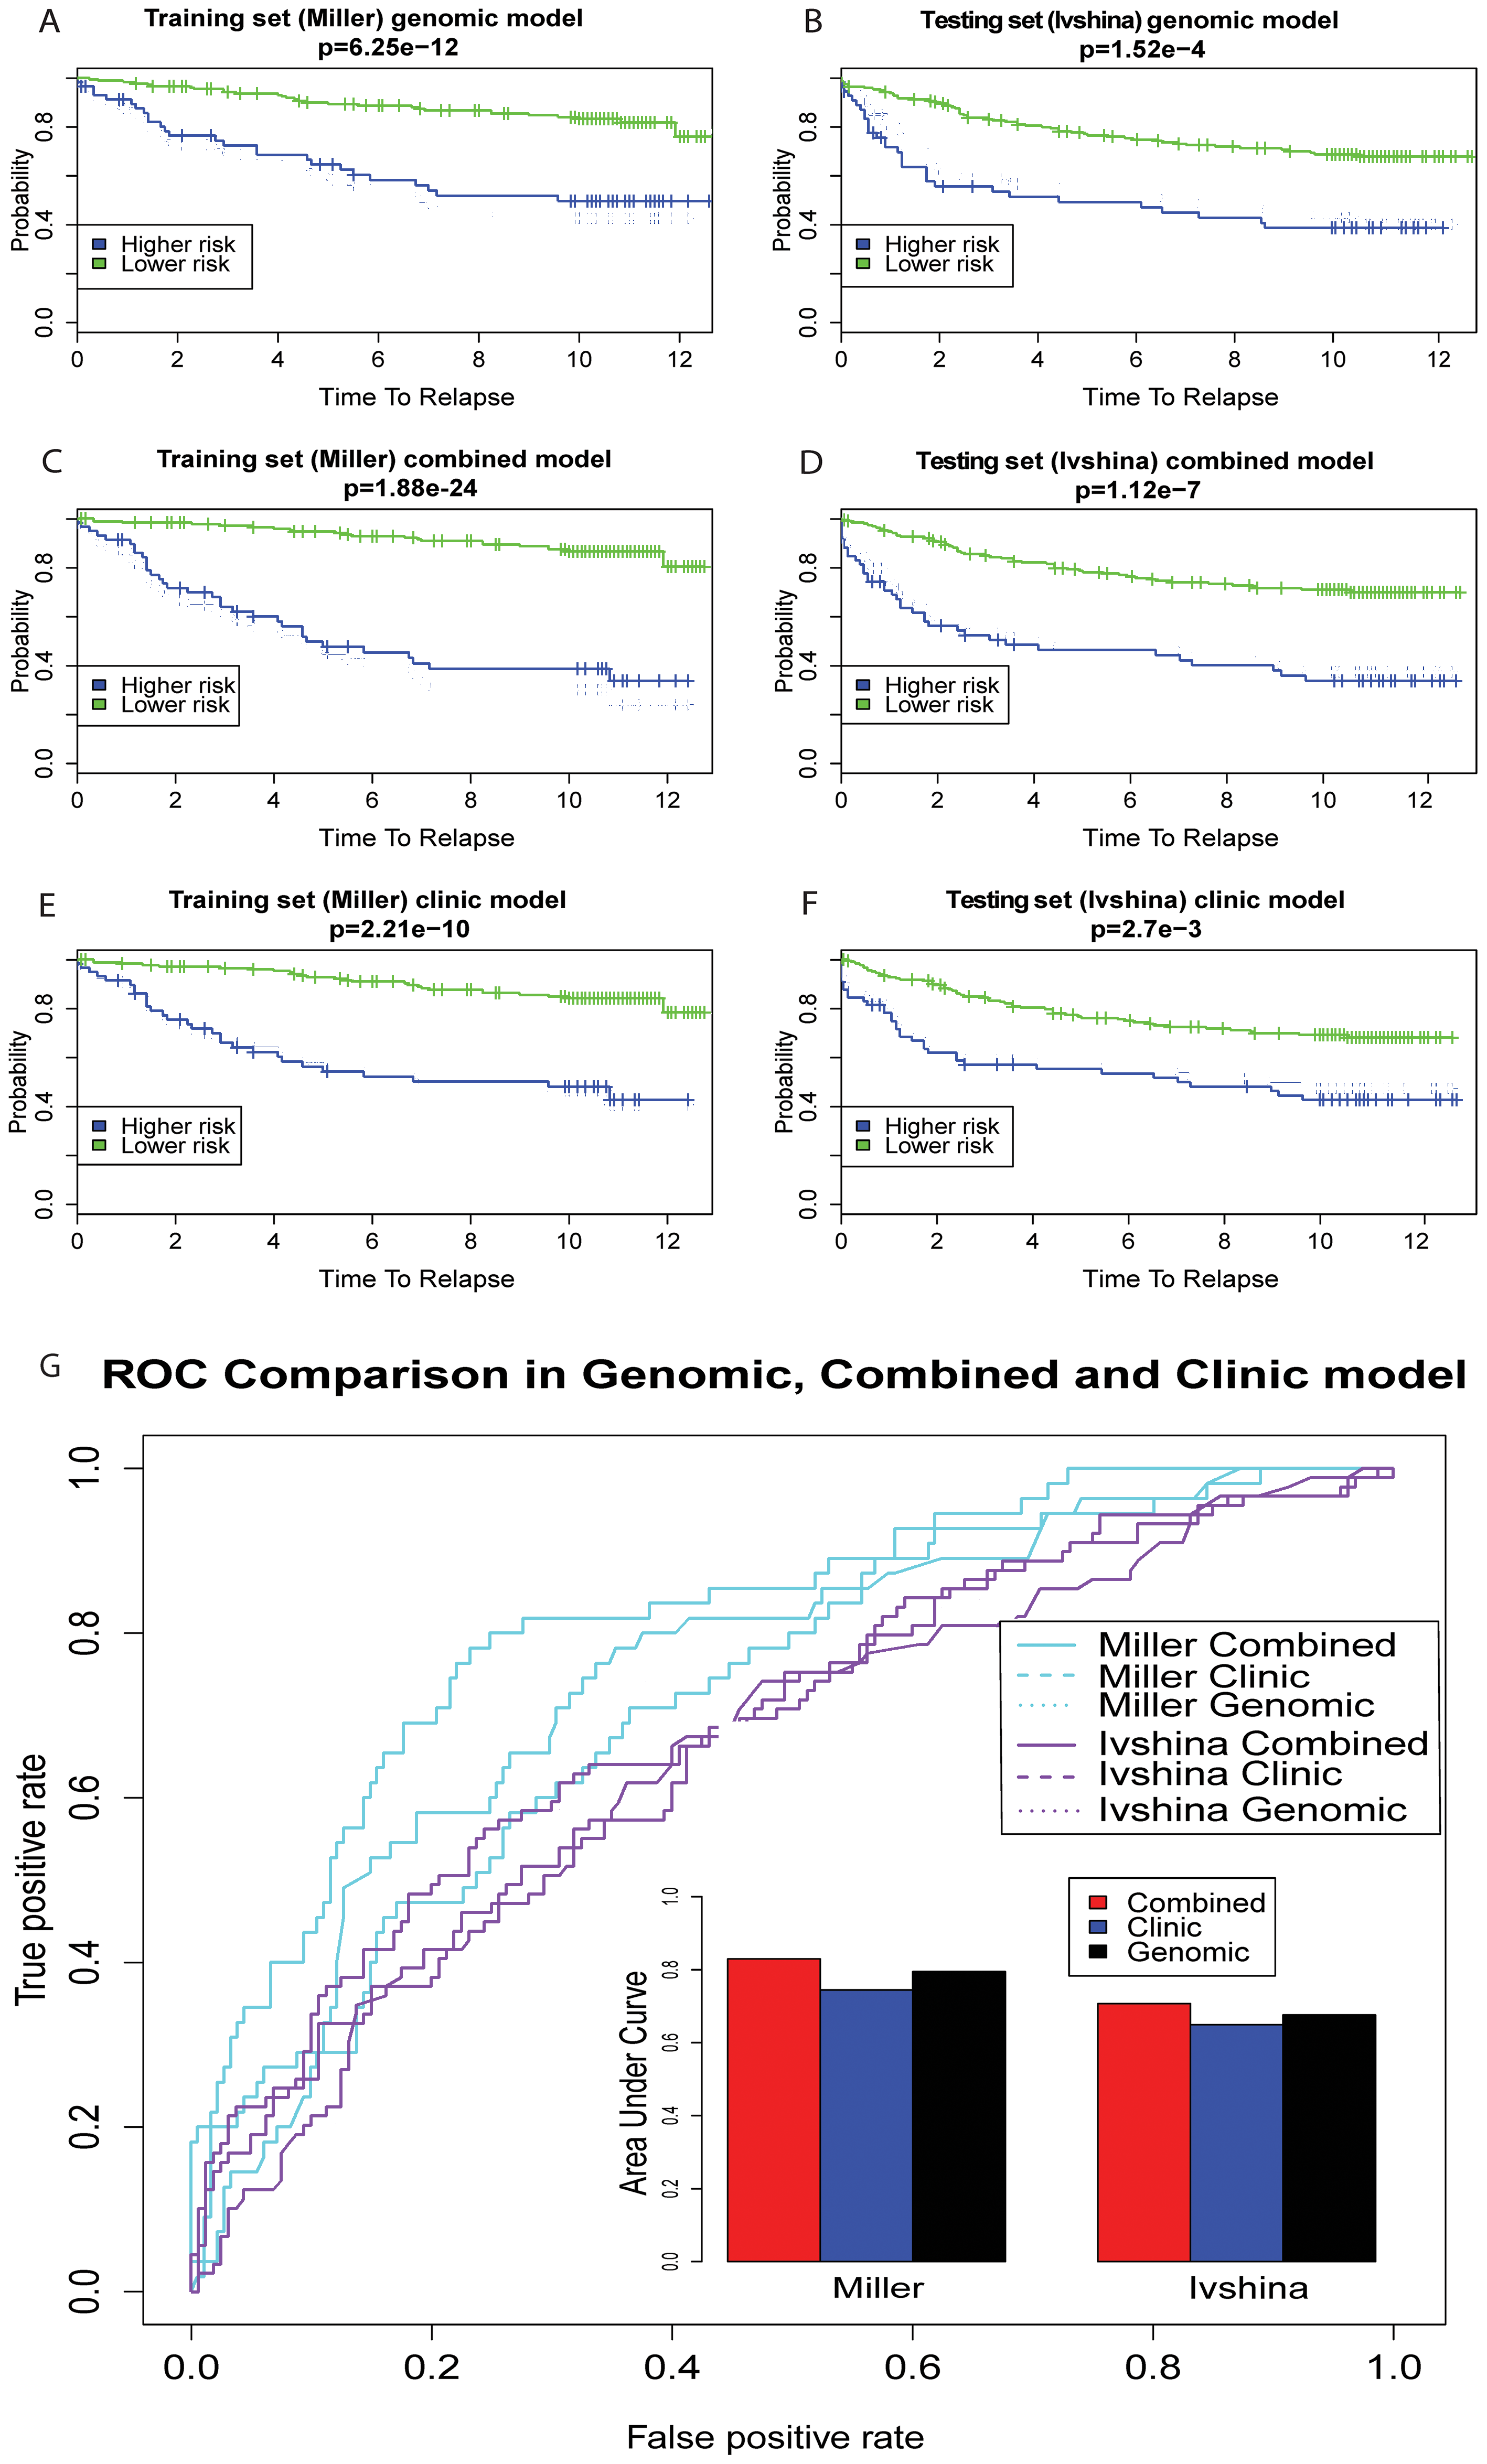 A
Training set (Miller) genomic model
p=6.25e−12
Probability
0.0
0.4
0.8
Higher risk
Lower risk
0 2 4 6 8 10 12
Time To Relapse
B
Testing set (Ivshina) genomic model
p=1.52e−4
Probability
0.0
0.4
0.8
Higher risk
Lower risk
0 2 4 6 8 10 12
Time To Relapse
C
Training set (Miller) combined model
p=1.88e-24
Probability
0.0
0.4
0.8
Higher risk
Lower risk
0 2 4 6 8 10 12
Time To Relapse
D
Testing set (Ivshina) combined model
p=1.12e−7
Probability
0.0
0.4
0.8
Higher risk
Lower risk
0 2 4 6 8 10 12
Time To Relapse
E
Training set (Miller) clinic model
p=2.21e−10
Probability
0.0
0.4
0.8
Higher risk
Lower risk
0 2 4 6 8 10 12
Time To Relapse
F
Testing set (Ivshina) clinic model
p=2.7e−3
Probability
0.0
0.4
0.8
Higher risk
Lower risk
0 2 4 6 8 10 12
Time To Relapse
G
ROC Comparison in Genomic, Combined and Clinic model
True positive rate
0.0
0.2
0.4
0.6
0.8
1.0
Miller Combined
Miller Clinic
Miller Genomic
Ivshina Combined
Ivshina Clinic
Ivshina Genomic
Combined
Clinic
Genomic
Area Under Curve
0.0
0.2
0.4
0.6
0.8
1.0
Miller
Ivshina
0.0 0.2 0.4 0.6 0.8 1.0
False positive rate